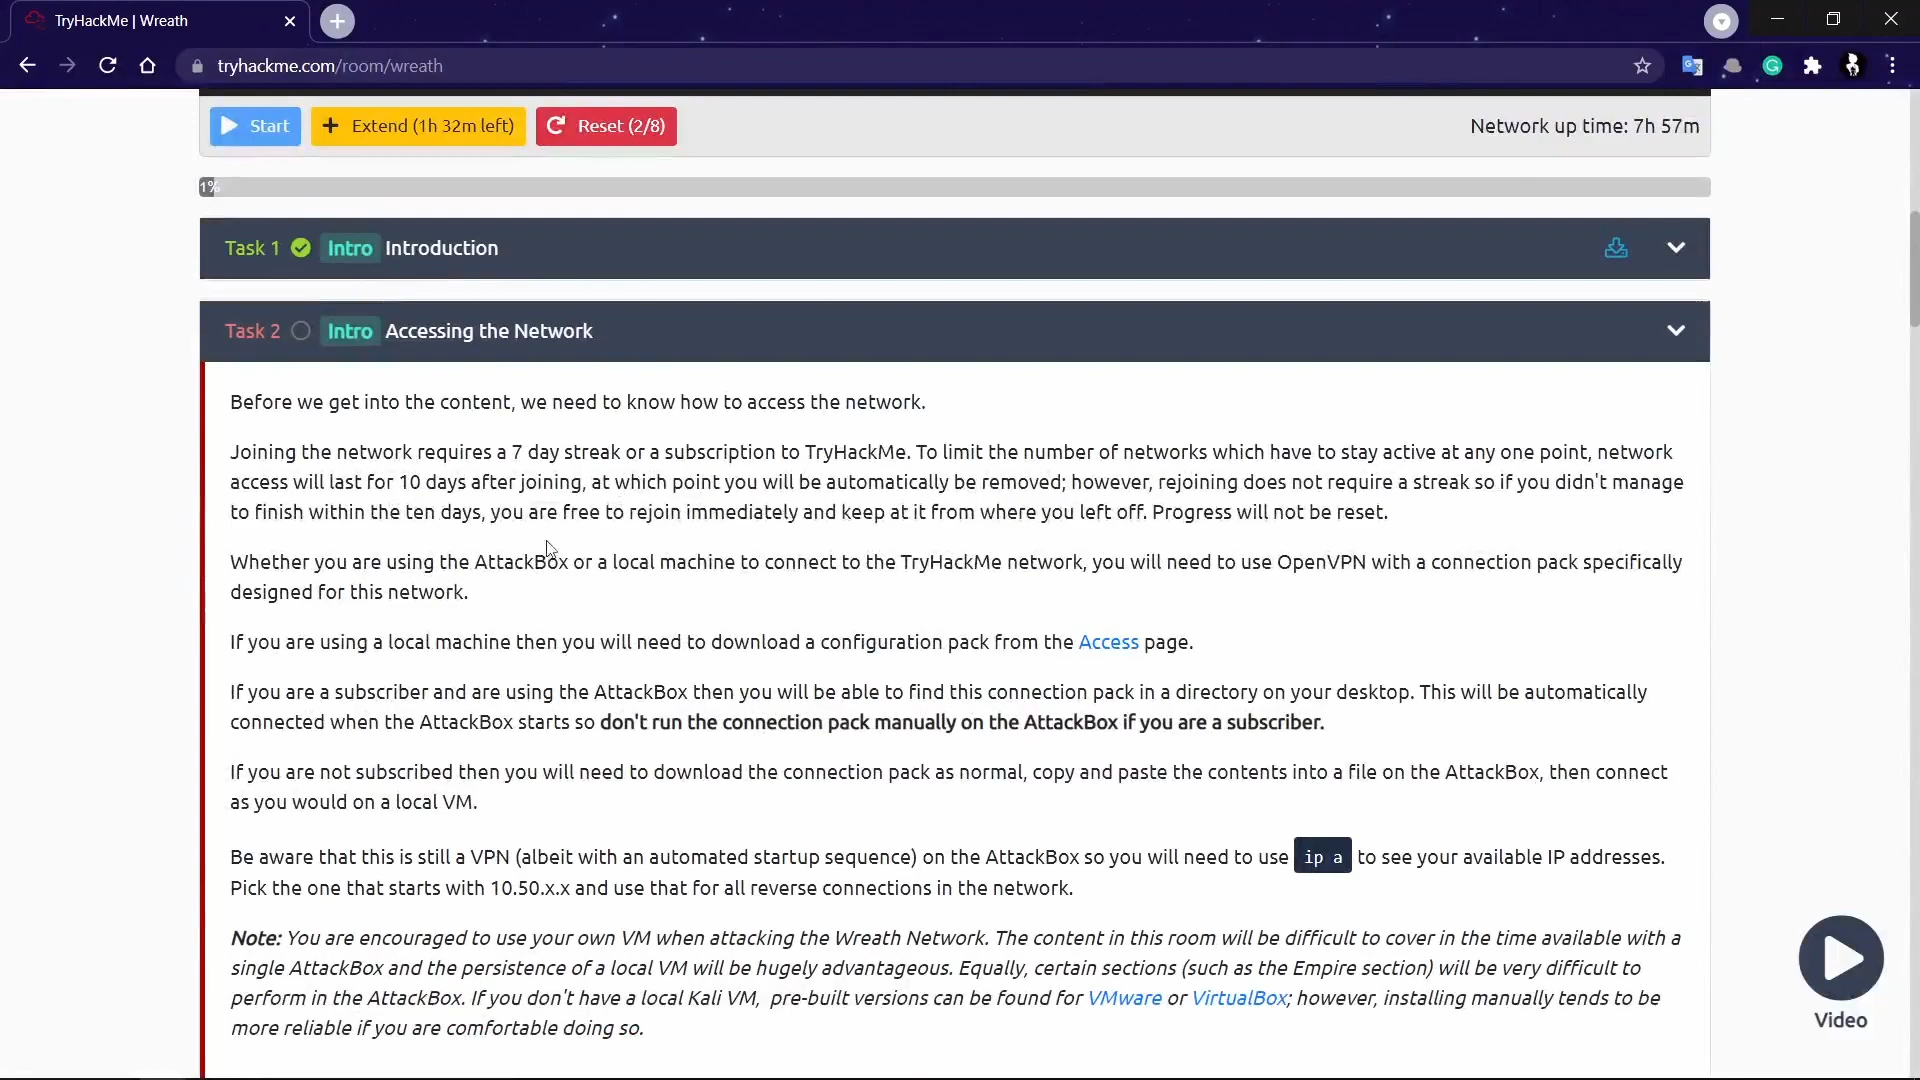 TryHackMe | Wreath
tryhackme.com/room/wreath
Start
Extend (1h 32m left)
Reset (2/8)
Network up time: 7h 57m
1%
Task 1 Intro Introduction
Task 2 Intro Accessing the Network
Before we get into the content, we need to know how to access the network.
Joining the network requires a 7 day streak or a subscription to TryHackMe. To limit the number of networks which have to stay active at any one point, network
access will last for 10 days after joining, at which point you will be automatically be removed; however, rejoining does not require a streak so if you didn't manage
to finish within the ten days, you are free to rejoin immediately and keep at it from where you left off. Progress will not be reset.
Whether you are using the AttackBox or a local machine to connect to the TryHackMe network, you will need to use OpenVPN with a connection pack specifically
designed for this network.
If you are using a local machine then you will need to download a configuration pack from the Access page.
If you are a subscriber and are using the AttackBox then you will be able to find this connection pack in a directory on your desktop. This will be automatically
connected when the AttackBox starts so don't run the connection pack manually on the AttackBox if you are a subscriber.
If you are not subscribed then you will need to download the connection pack as normal, copy and paste the contents into a file on the AttackBox, then connect
as you would on a local VM.
Be aware that this is still a VPN (albeit with an automated startup sequence) on the AttackBox so you will need to use ip a to see your available IP addresses.
Pick the one that starts with 10.50.x.x and use that for all reverse connections in the network.
Note: You are encouraged to use your own VM when attacking the Wreath Network. The content in this room will be difficult to cover in the time available with a
single AttackBox and the persistence of a local VM will be hugely advantageous. Equally, certain sections (such as the Empire section) will be very difficult to
perform in the AttackBox. If you don't have a local Kali VM,  pre-built versions can be found for VMware or VirtualBox; however, installing manually tends to be
more reliable if you are comfortable doing so.
Video